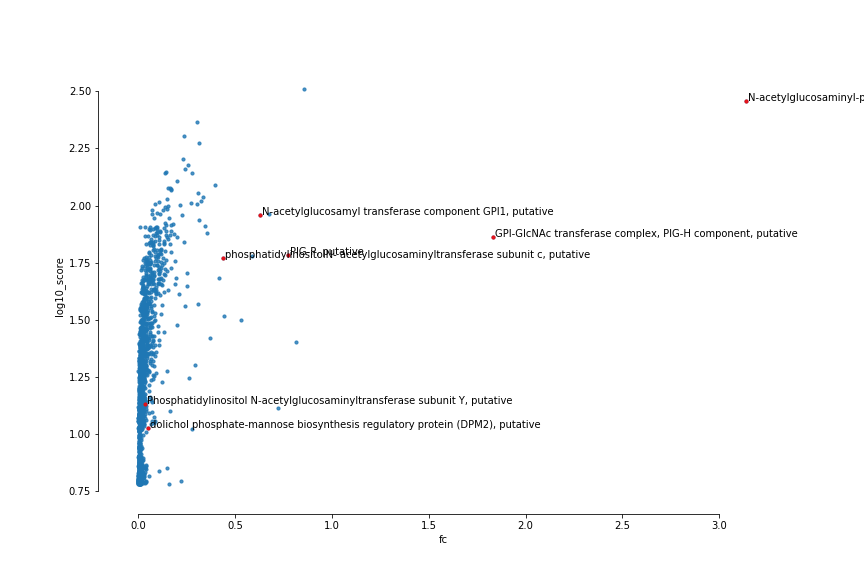 2.50
N-acetylglucosaminyl-p
2.25
2.00
N-acetylglucosamyl transferase component GPI1, putative
GPI-GlcNAc transferase complex, PIG-H component, putative
PIG-P, putative
1.75
phosphatidylinositol N-acetylglucosaminyltransferase subunit c, putative
log10_score
1.50
1.25
Phosphatidylinositol N-acetylglucosaminyltransferase subunit Y, putative
dolichol phosphate-mannose biosynthesis regulatory protein (DPM2), putative
1.00
0.75
0.0 0.5 1.0 1.5 2.0 2.5 3.0
fc